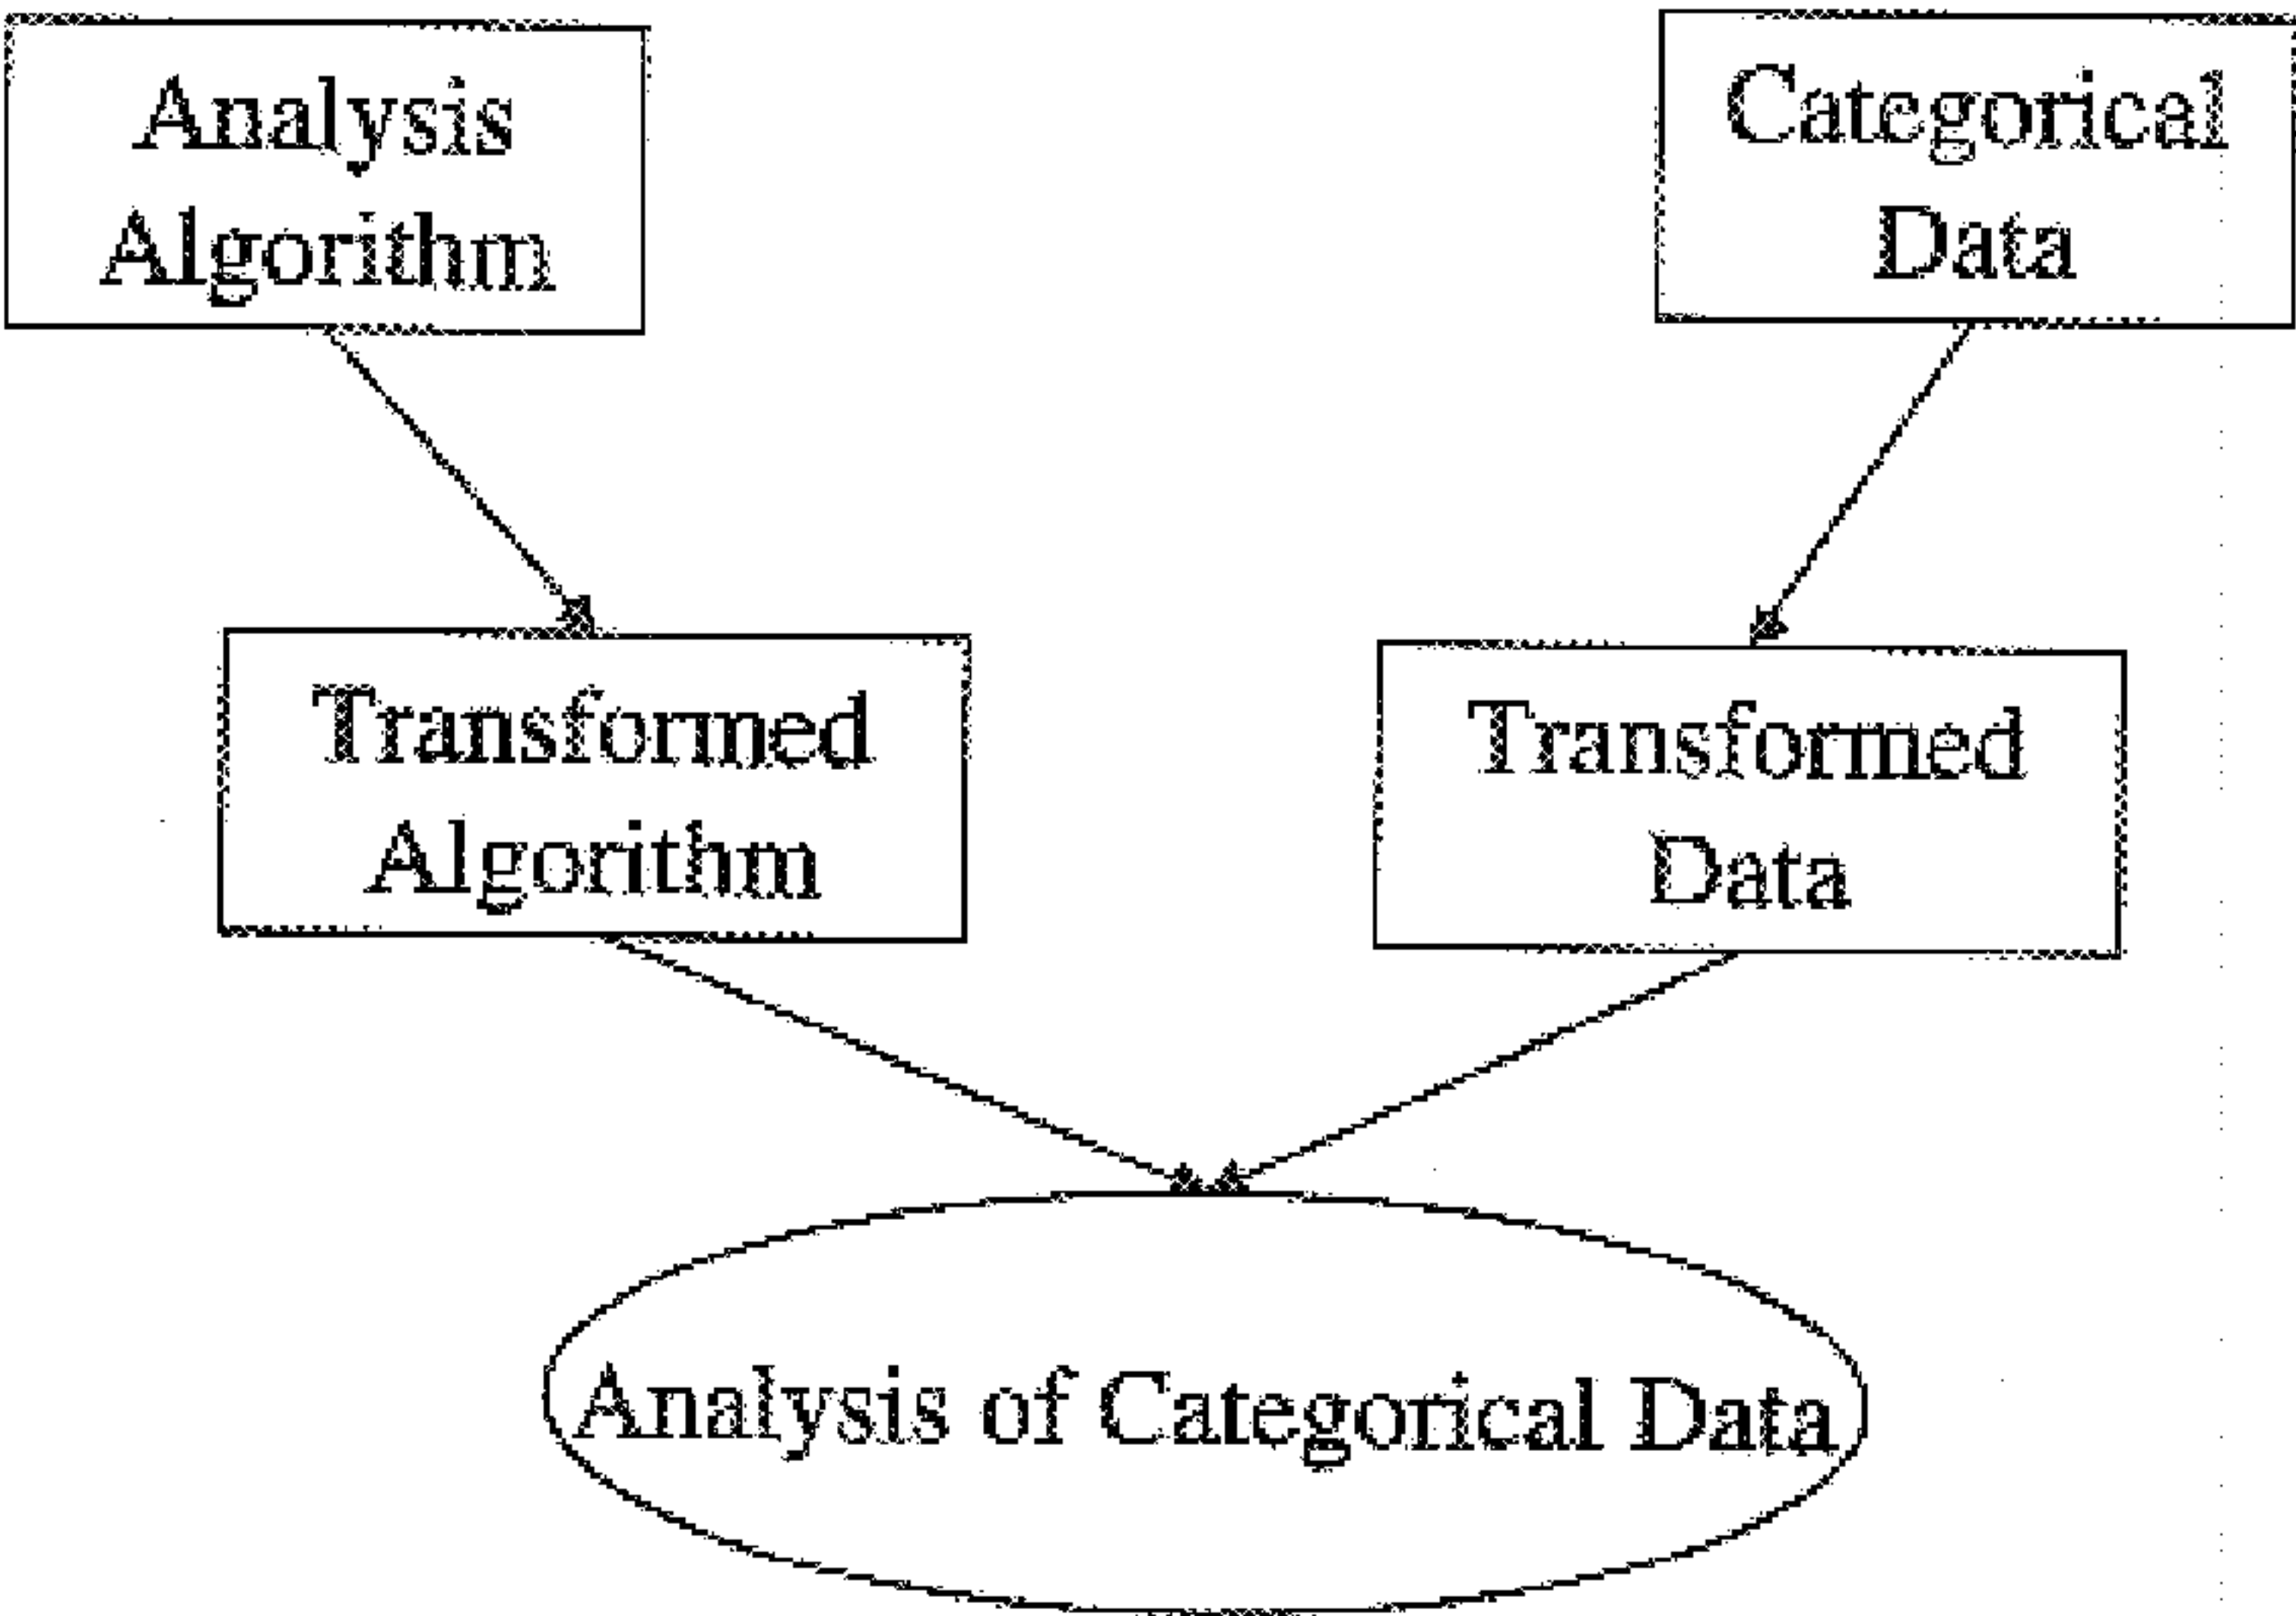 Analysis
Algorithm
Categorical
Data
Transformed
Algorithm
Transformed
Data
Analysis of Categorical Data